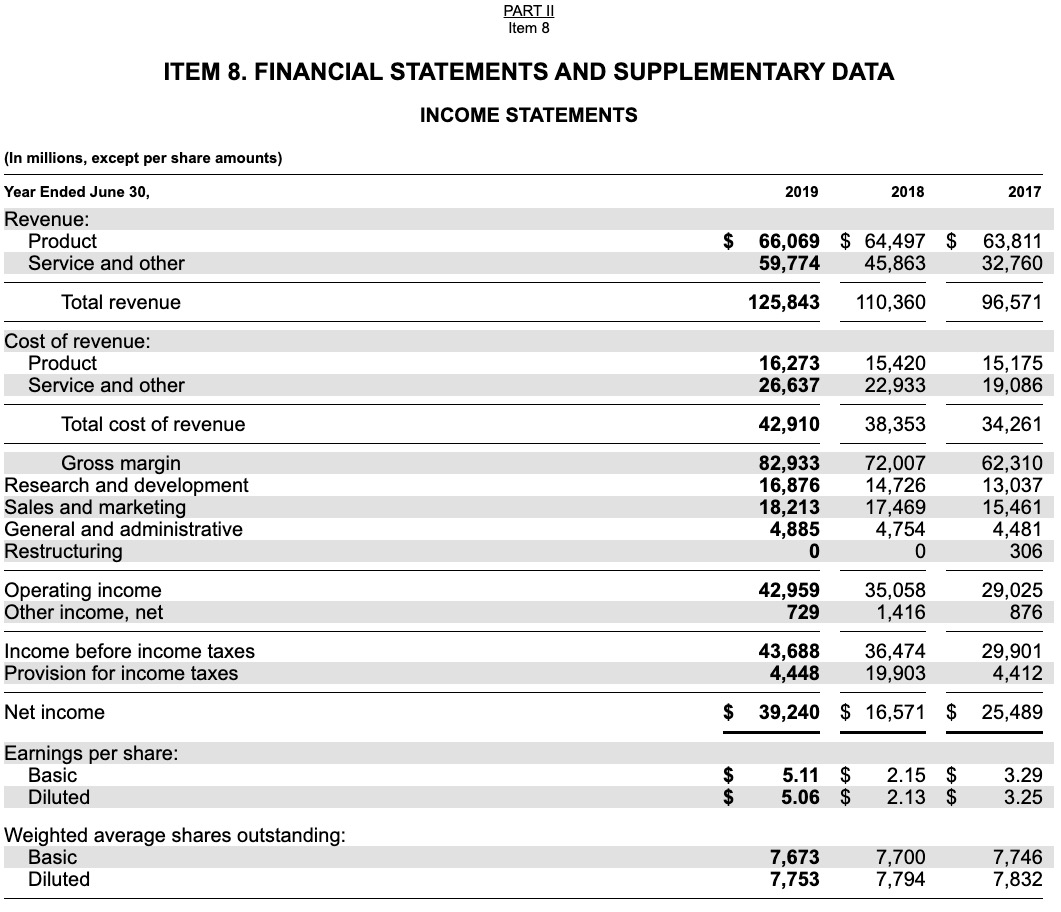 PART II
Item 8
ITEM 8. FINANCIAL STATEMENTS AND SUPPLEMENTARY DATA
INCOME STATEMENTS
(In millions, except per share amounts)
Year Ended June 30, 2019 2018 2017
Revenue:
Product $ 66,069 $ 64,497 $ 63,811
Service and other 59,774 45,863 32,760
Total revenue 125,843 110,360 96,571
Cost of revenue:
Product 16,273 15,420 15,175
Service and other 26,637 22,933 19,086
Total cost of revenue 42,910 38,353 34,261
Gross margin 82,933 72,007 62,310
Research and development 16,876 14,726 13,037
Sales and marketing 18,213 17,469 15,461
General and administrative 4,885 4,754 4,481
Restructuring 0 0 306
Operating income 42,959 35,058 29,025
Other income, net 729 1,416 876
Income before income taxes 43,688 36,474 29,901
Provision for income taxes 4,448 19,903 4,412
Net income $ 39,240 $ 16,571 $ 25,489
Earnings per share:
Basic $ 5.11 $ 2.15 $ 3.29
Diluted $ 5.06 $ 2.13 $ 3.25
Weighted average shares outstanding:
Basic 7,673 7,700 7,746
Diluted 7,753 7,794 7,832